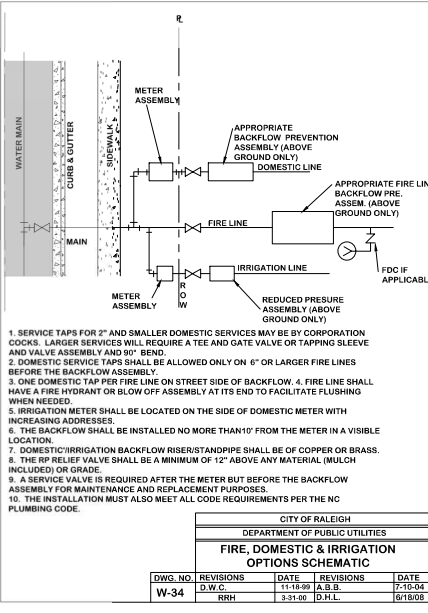 PL
METER
ASSEMBLY
APPROPRIATE
BACKFLOW PREVENTION
ASSEMBLY (ABOVE
GROUND ONLY)
DOMESTIC LINE
WATER MAIN
CURB & GUTTER
SIDEWALK
APPROPRIATE FIRE LIN
BACKFLOW PRE.
ASSEM. (ABOVE
GROUND ONLY)
FIRE LINE
MAIN
IRRIGATION LINE
FDC IF
APPLICABL
METER
ASSEMBLY
R
O
W
REDUCED PRESURE
ASSEMBLY (ABOVE
GROUND ONLY)
1. SERVICE TAPS FOR 2" AND SMALLER DOMESTIC SERVICES MAY BE BY CORPORATION
COCKS. LARGER SERVICES WILL REQUIRE A TEE AND GATE VALVE OR TAPPING SLEEVE
AND VALVE ASSEMBLY AND 90° BEND.
2. DOMESTIC SERVICE TAPS SHALL BE ALLOWED ONLY ON 6" OR LARGER FIRE LINES
BEFORE THE BACKFLOW ASSEMBLY.
3. ONE DOMESTIC TAP PER FIRE LINE ON STREET SIDE OF BACKFLOW. 4. FIRE LINE SHALL
HAVE A FIRE HYDRANT OR BLOW OFF ASSEMBLY AT ITS END TO FACILITATE FLUSHING
WHEN NEEDED.
5. IRRIGATION METER SHALL BE LOCATED ON THE SIDE OF DOMESTIC METER WITH
INCREASING ADDRESSES.
6. THE BACKFLOW SHALL BE INSTALLED NO MORE THAN10' FROM THE METER IN A VISIBLE
LOCATION.
7. DOMESTIC'/IRRIGATION BACKFLOW RISER/STANDPIPE SHALL BE OF COPPER OR BRASS.
8. THE RP RELIEF VALVE SHALL BE A MINIMUM OF 12" ABOVE ANY MATERIAL (MULCH
INCLUDED) OR GRADE.
9. A SERVICE VALVE IS REQUIRED AFTER THE METER BUT BEFORE THE BACKFLOW
ASSEMBLY FOR MAINTENANCE AND REPLACEMENT PURPOSES.
10. THE INSTALLATION MUST ALSO MEET ALL CODE REQUIREMENTS PER THE NC
PLUMBING CODE.
CITY OF RALEIGH
DEPARTMENT OF PUBLIC UTILITIES
FIRE, DOMESTIC & IRRIGATION
OPTIONS SCHEMATIC
DWG. NO. REVISIONS DATE REVISIONS DATE
W-34 D.W.C. 11-18-99 A.B.B. 7-10-04
RRH 3-31-00 D.H.L. 6/18/08